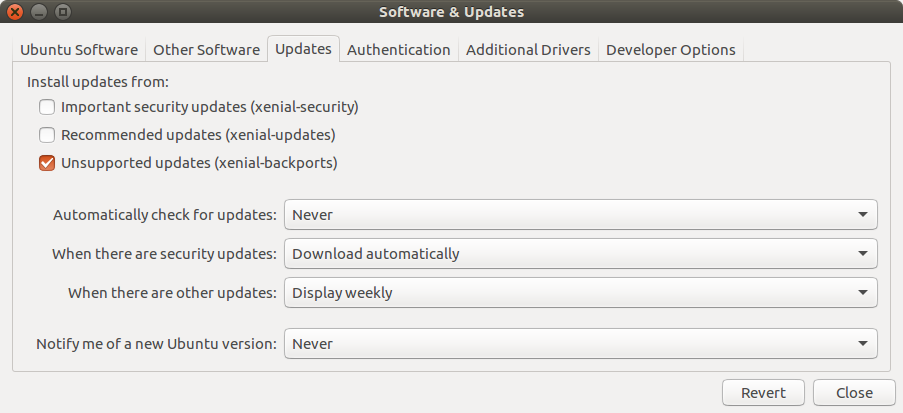 Software & Updates
Ubuntu Software Other Software Updates Authentication Additional Drivers Developer Options
Install updates from:
Important security updates (xenial-security)
Recommended updates (xenial-updates)
Unsupported updates (xenial-backports)
Automatically check for updates: Never
When there are security updates: Download automatically
When there are other updates: Display weekly
Notify me of a new Ubuntu version: Never
Revert Close